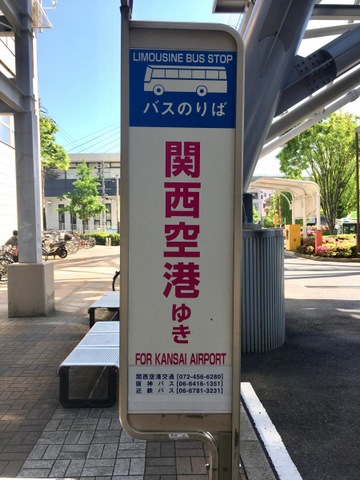 LIMOUSINE BUS STOP
バスのりば
関西空港ゆき
FOR KANSAI AIRPORT
関西空港交通 [072-456-6280]
阪神バス [06-6416-1351]
近鉄バス [06-6781-3231]